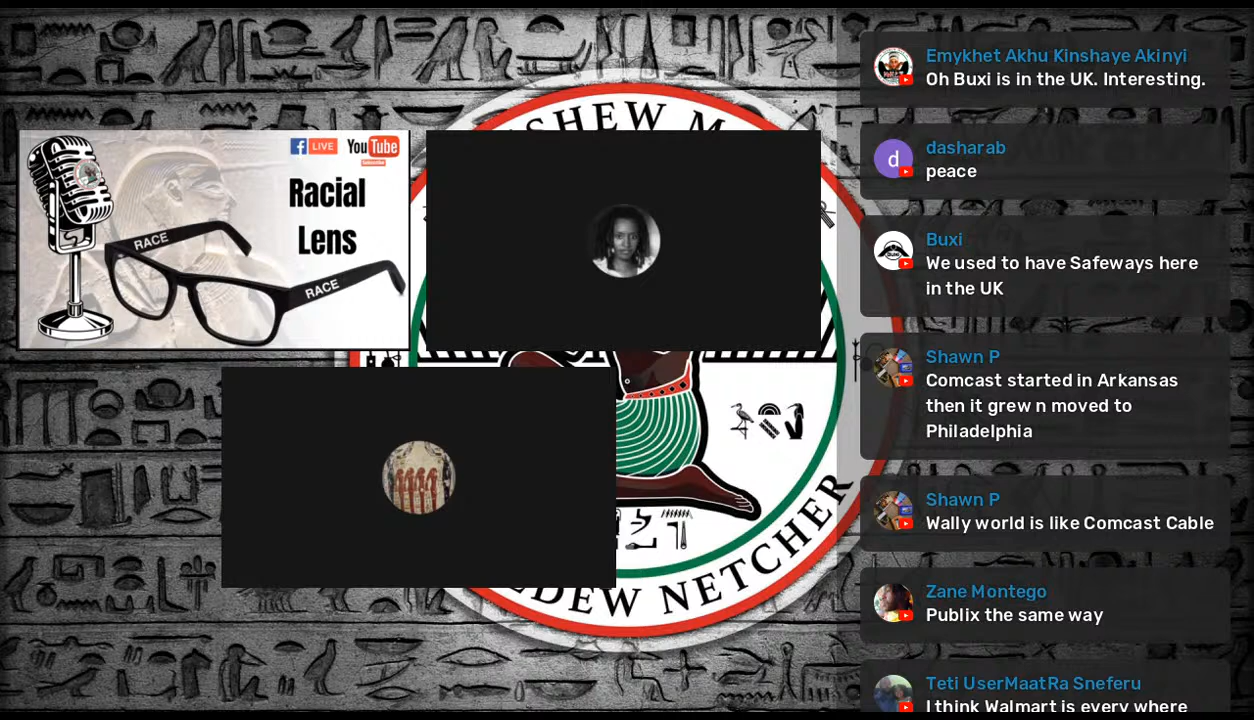 SHEW M
LIVE
YouTube
Racial
Lens
RACE
RACE
DEW NETCHER
Emykhet Akhu Kinshaye Akinyi
Oh Buxi is in the UK. Interesting.
d
dasharab
peace
Buxi
We used to have Safeways here
in the UK
Shawn P
Comcast started in Arkansas
then it grew n moved to
Philadelphia
Shawn P
Wally world is like Comcast Cable
Zane Montego
Publix the same way
Teti UserMaatRa Sneferu
I think Walmart is every where